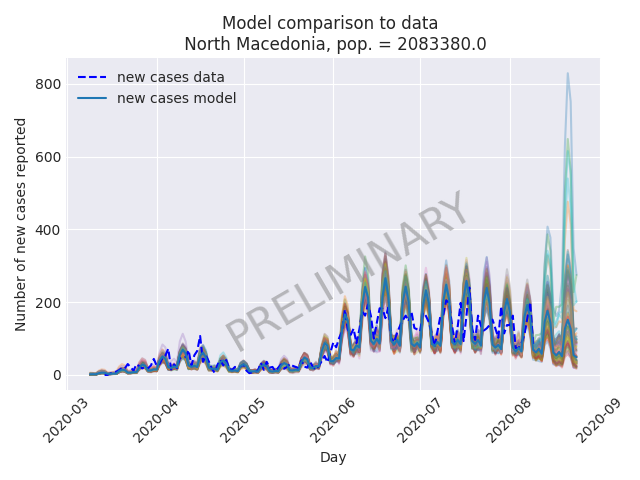 Model comparison to data
North Macedonia, pop. = 2083380.0
new cases data
new cases model
Number of new cases reported
800
600
400
200
0
PRELIMINARY
2020-03
2020-04
2020-05
2020-06
2020-07
2020-08
2020-09
Day